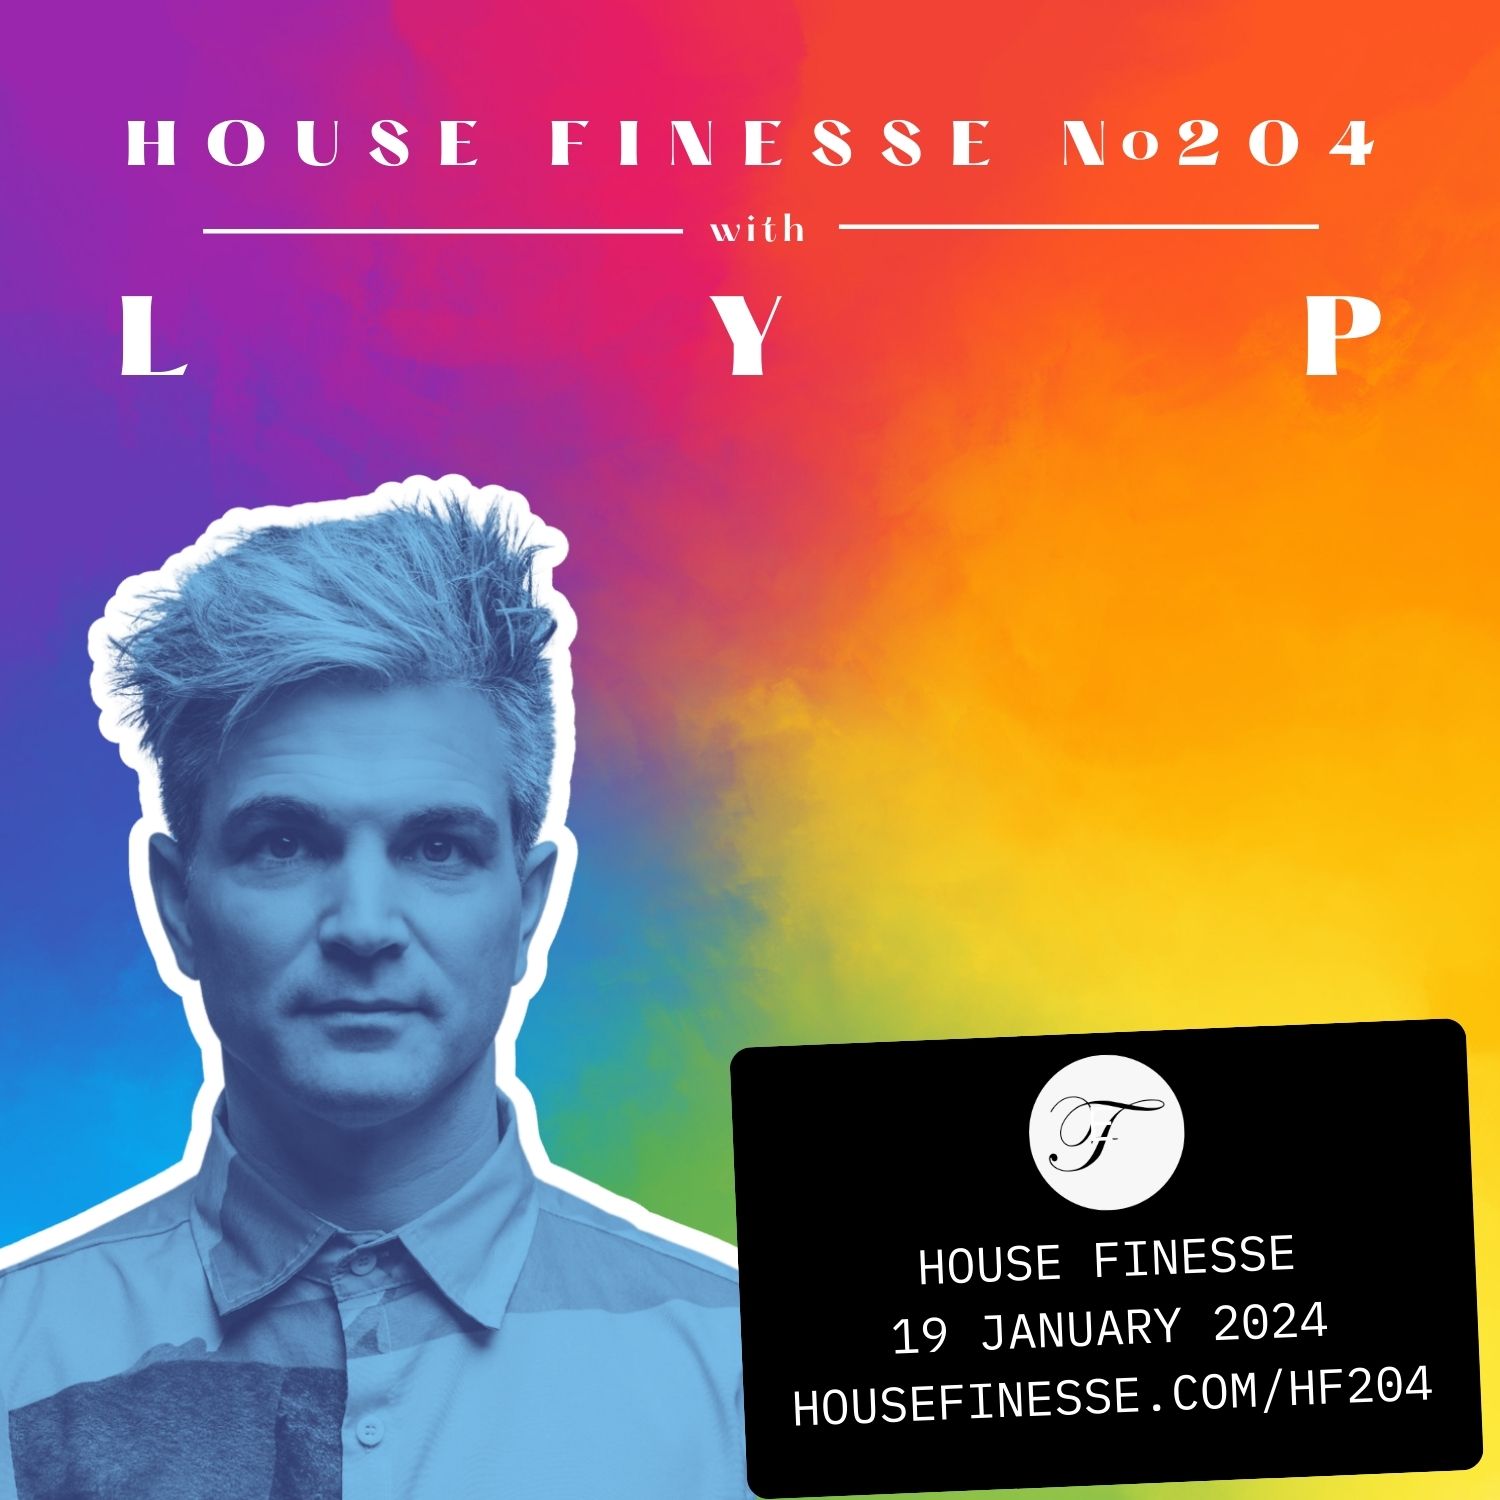 HOUSE FINESSE No204
with
L Y P
F
HOUSE FINESSE
19 JANUARY 2024
HOUSEFINESSE.COM/HF204